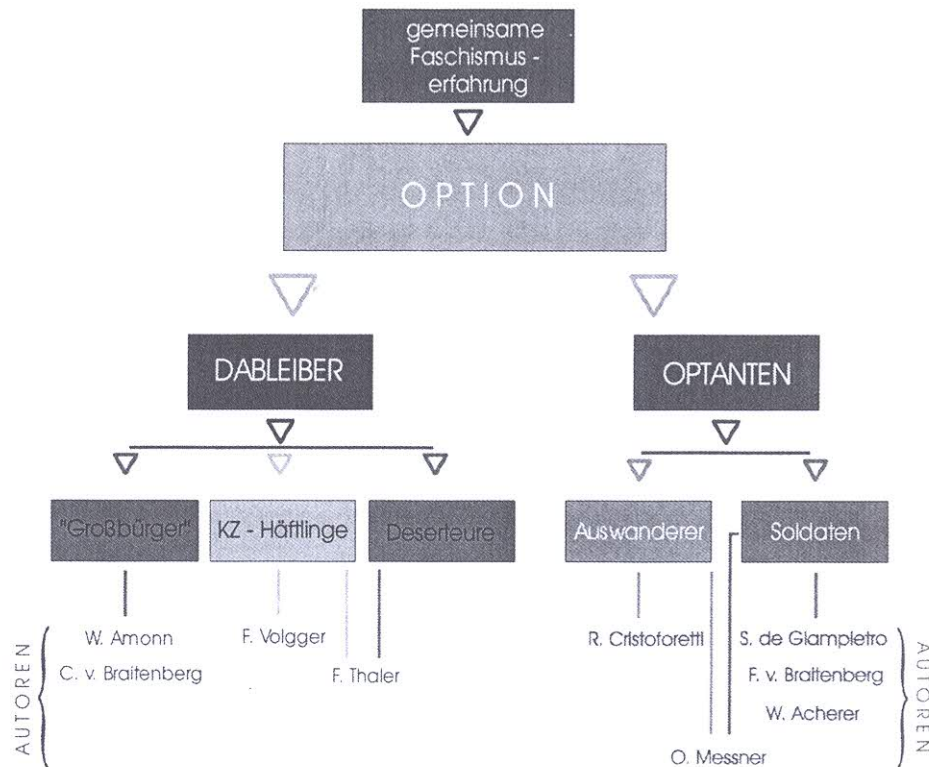 gemeinsame
Faschismus -
erfahrung
OPTION
DABLEIBER
OPTANTEN
"Großbürger"
KZ - Häftlinge
Deserteure
Auswanderer
Soldaten
W. Amonn
C. v. Braitenberg
F. Volgger
F. Thaler
R. Cristoforetti
S. de Giampietro
F. v. Braitenberg
W. Acherer
O. Messner
AUTOREN
AUTOREN